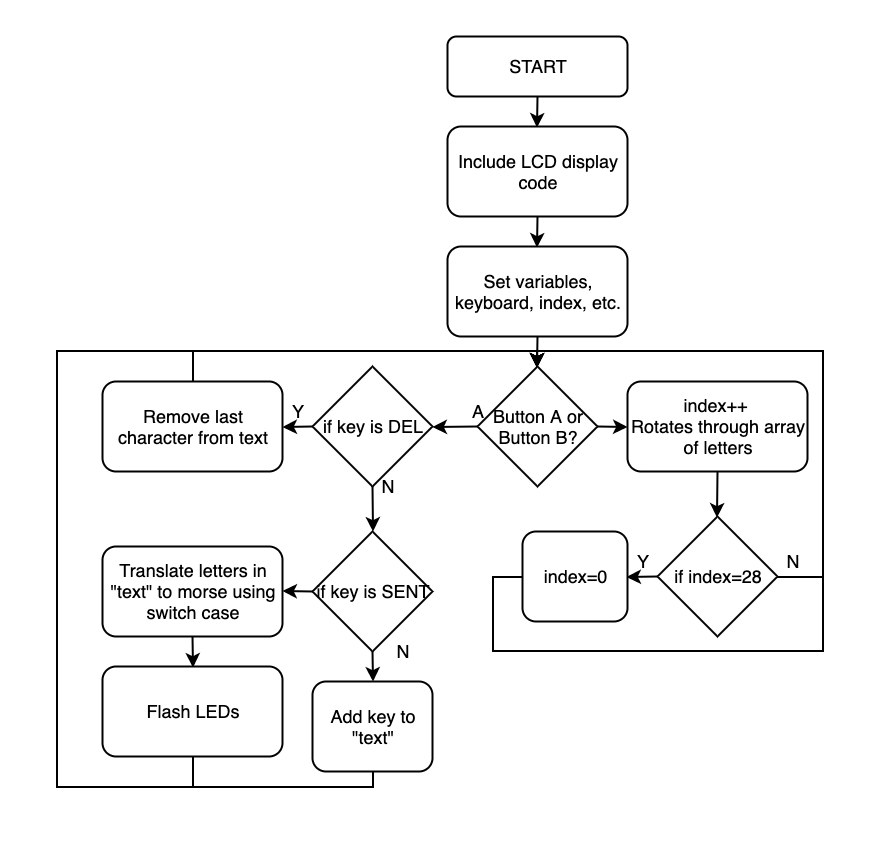 START
Include LCD display
code
Set variables,
keyboard, index, etc.
Button A or
Button B?
A
if key is DEL
Y
Remove last
character from text
N
if key is SENT
Translate letters in
"text" to morse using
switch case
Flash LEDs
N
Add key to
"text"
index++
Rotates through array
of letters
if index=28
Y
index=0
N